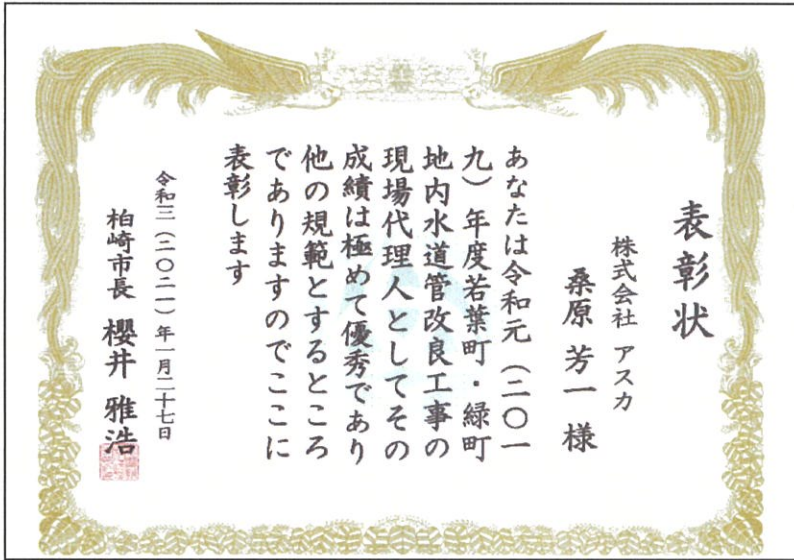 表彰状
株式会社 アスカ
桑原 芳一 様
あなたは令和元（二〇一
九）年度若葉町・緑町
地内水道管改良工事の
現場代理人としてその
成績は極めて優秀であり
他の規範とするところ
でありますのでここに
表彰します
令和三（二〇二一）年一月二十七日
柏崎市長 櫻井 雅浩